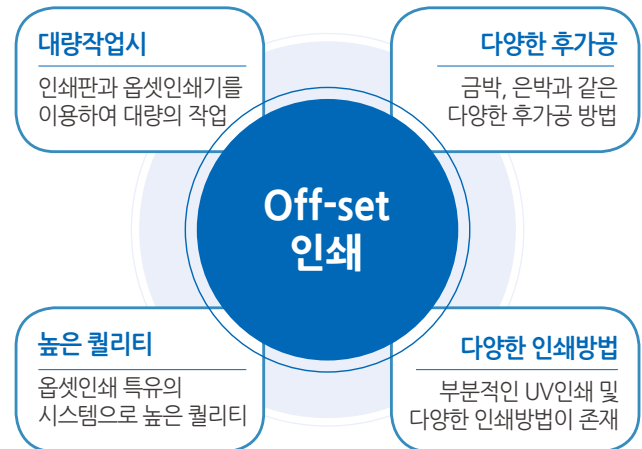 대량작업시
인쇄판과 옵셋인쇄기를
이용하여 대량의 작업
다양한 후가공
금박, 은박과 같은
다양한 후가공 방법
Off-set
인쇄
높은 퀄리티
옵셋인쇄 특유의
시스템으로 높은 퀄리티
다양한 인쇄방법
부분적인 UV인쇄 및
다양한 인쇄방법이 존재